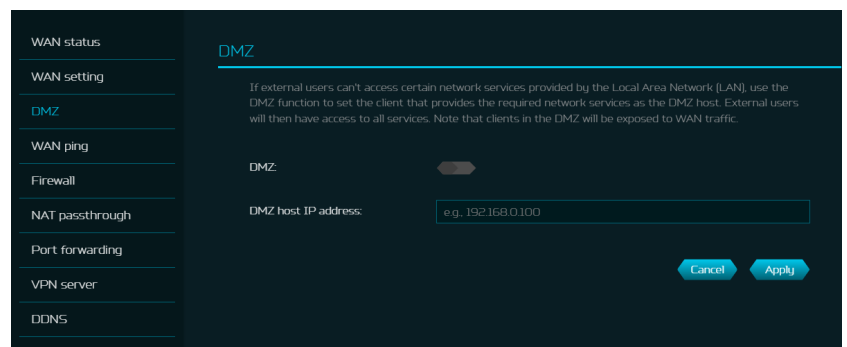 WAN status
WAN setting
DMZ
WAN ping
Firewall
NAT passthrough
Port forwarding
VPN server
DDNS
DMZ
If external users can't access certain network services provided by the Local Area Network (LAN), use the
DMZ function to set the client that provides the required network services as the DMZ host. External users
will then have access to all services. Note that clients in the DMZ will be exposed to WAN traffic.
DMZ:
DMZ host IP address:
e.g., 192.168.0.100
Cancel
Apply